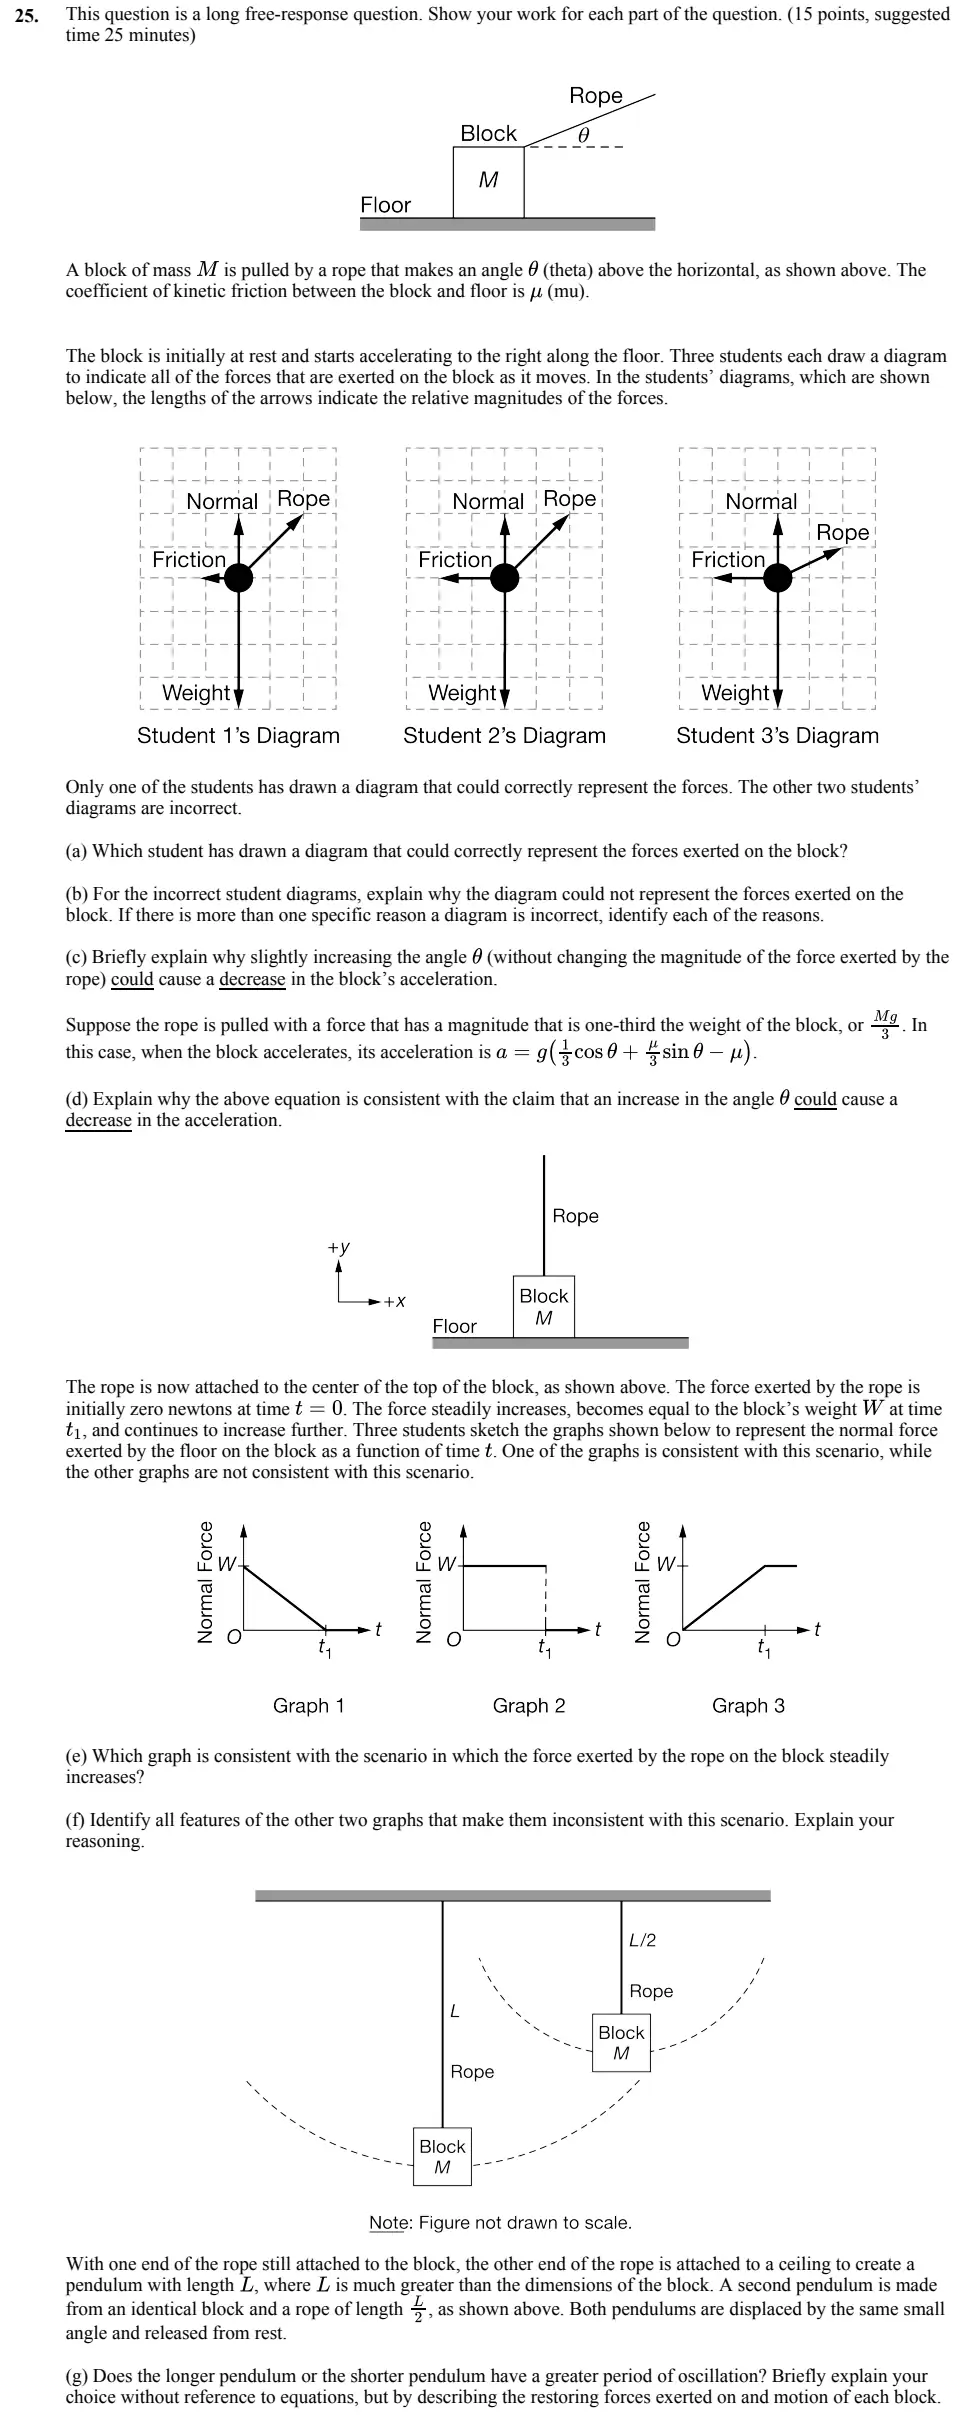 25. This question is a long free-response question. Show your work for each part of the question. (15 points, suggested
time 25 minutes)
Rope
Block
θ
M
Floor
A block of mass M is pulled by a rope that makes an angle θ (theta) above the horizontal, as shown above. The
coefficient of kinetic friction between the block and floor is μ (mu).
The block is initially at rest and starts accelerating to the right along the floor. Three students each draw a diagram
to indicate all of the forces that are exerted on the block as it moves. In the students' diagrams, which are shown
below, the lengths of the arrows indicate the relative magnitudes of the forces.
Normal Rope
Friction
Weight
Student 1's Diagram
Normal Rope
Friction
Weight
Student 2's Diagram
Normal
Rope
Friction
Weight
Student 3's Diagram
Only one of the students has drawn a diagram that could correctly represent the forces. The other two students'
diagrams are incorrect.
(a) Which student has drawn a diagram that could correctly represent the forces exerted on the block?
(b) For the incorrect student diagrams, explain why the diagram could not represent the forces exerted on the
block. If there is more than one specific reason a diagram is incorrect, identify each of the reasons.
(c) Briefly explain why slightly increasing the angle θ (without changing the magnitude of the force exerted by the
rope) could cause a decrease in the block's acceleration.
Suppose the rope is pulled with a force that has a magnitude that is one-third the weight of the block, or Mg/3. In
this case, when the block accelerates, its acceleration is a = g(1/3 cos θ + μ/3 sin θ − μ).
(d) Explain why the above equation is consistent with the claim that an increase in the angle θ could cause a
decrease in the acceleration.
Rope
+y
+x
Block
M
Floor
The rope is now attached to the center of the top of the block, as shown above. The force exerted by the rope is
initially zero newtons at time t = 0. The force steadily increases, becomes equal to the block's weight W at time
t1, and continues to increase further. Three students sketch the graphs shown below to represent the normal force
exerted by the floor on the block as a function of time t. One of the graphs is consistent with this scenario, while
the other graphs are not consistent with this scenario.
Normal Force
W
O
t1
t
Graph 1
Normal Force
W
O
t1
t
Graph 2
Normal Force
W
O
t1
t
Graph 3
(e) Which graph is consistent with the scenario in which the force exerted by the rope on the block steadily
increases?
(f) Identify all features of the other two graphs that make them inconsistent with this scenario. Explain your
reasoning.
L/2
Rope
Block
M
L
Rope
Block
M
Note: Figure not drawn to scale.
With one end of the rope still attached to the block, the other end of the rope is attached to a ceiling to create a
pendulum with length L, where L is much greater than the dimensions of the block. A second pendulum is made
from an identical block and a rope of length L/2, as shown above. Both pendulums are displaced by the same small
angle and released from rest.
(g) Does the longer pendulum or the shorter pendulum have a greater period of oscillation? Briefly explain your
choice without reference to equations, but by describing the restoring forces exerted on and motion of each block.